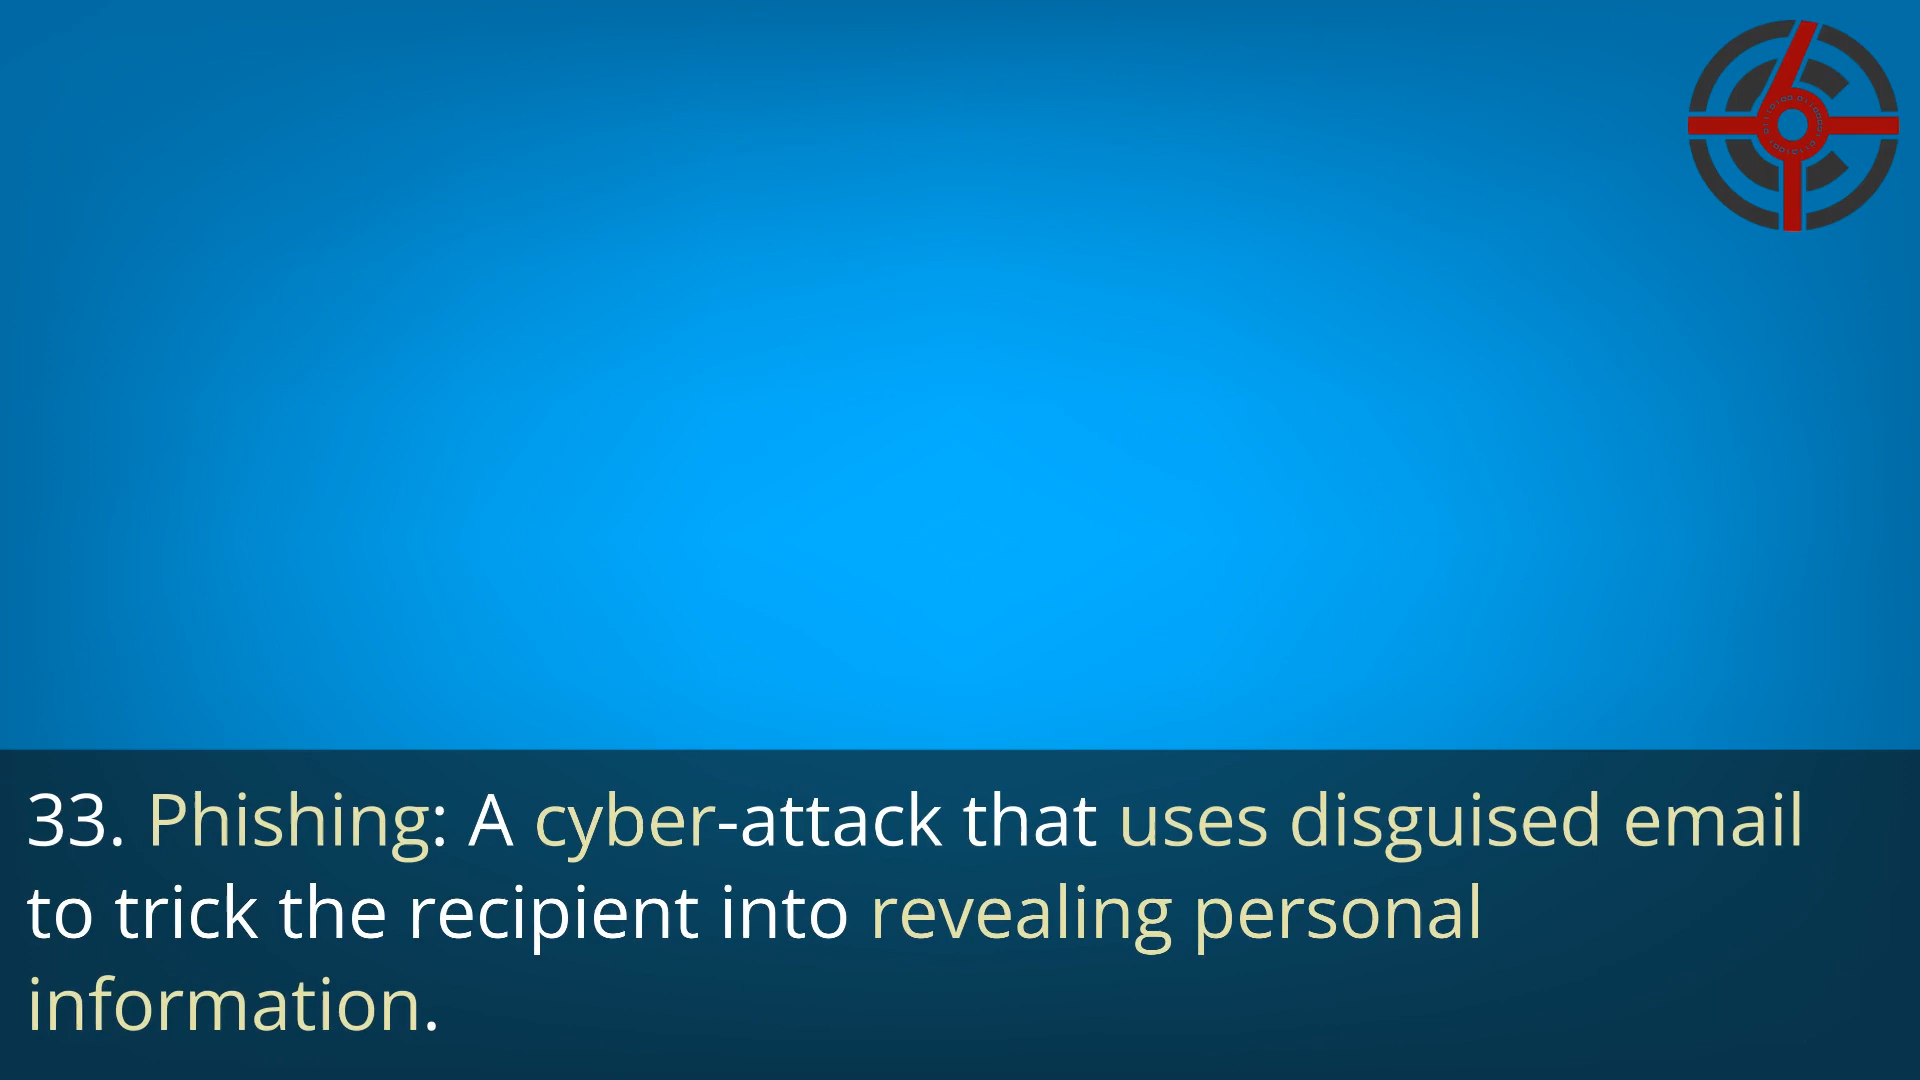 33. Phishing: A cyber-attack that uses disguised email
to trick the recipient into revealing personal
information.